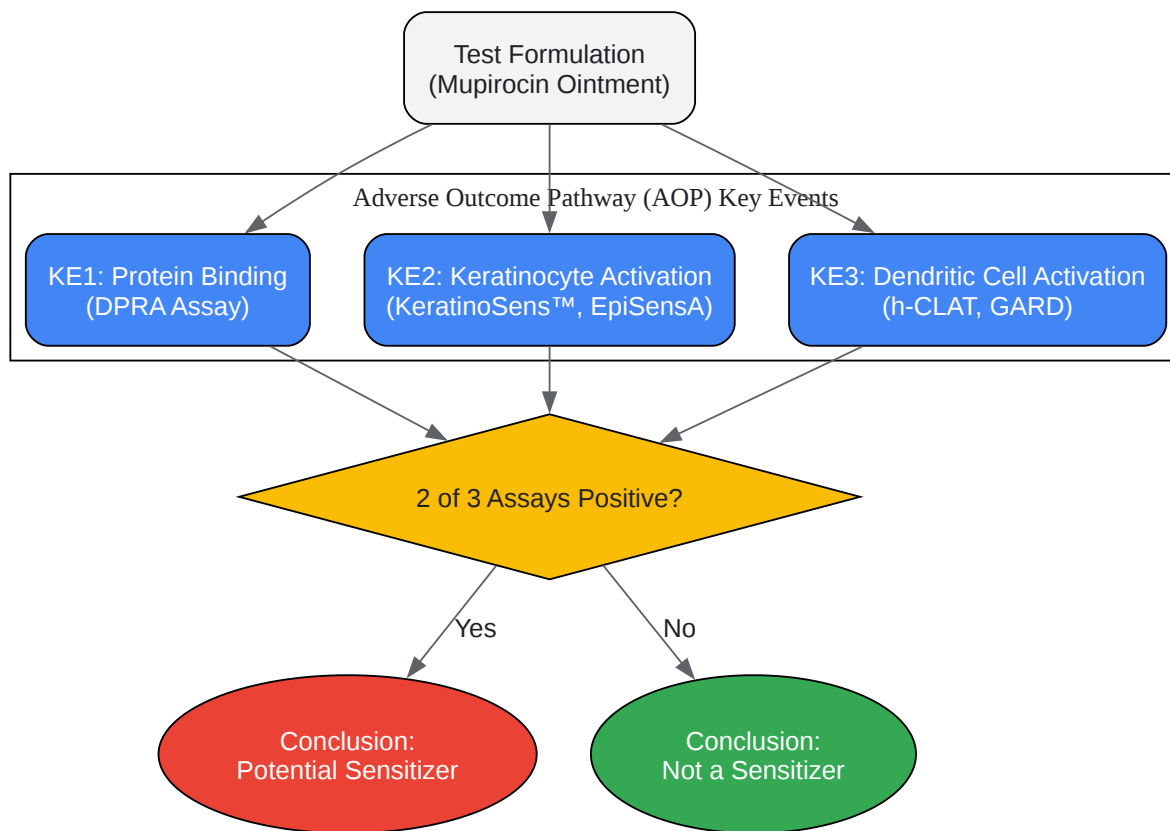 Test Formulation
(Mupirocin Ointment)
Adverse Outcome Pathway (AOP) Key Events
KE1: Protein Binding
(DPRA Assay)
KE2: Keratinocyte Activation
(KeratinoSens™, EpiSensA)
KE3: Dendritic Cell Activation
(h-CLAT, GARD)
2 of 3 Assays Positive?
Yes
No
Conclusion:
Potential Sensitizer
Conclusion:
Not a Sensitizer